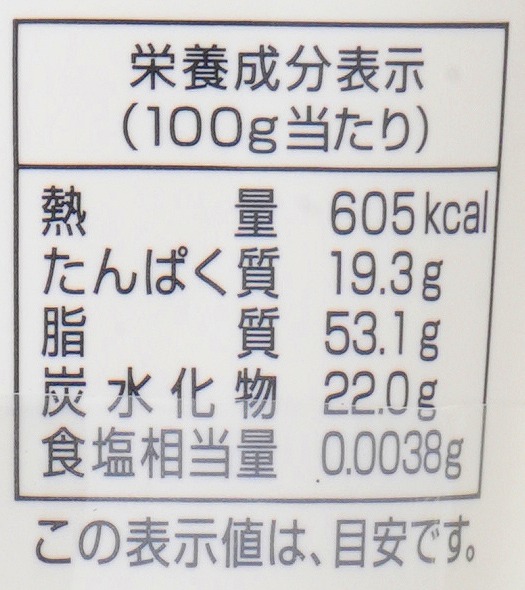 栄養成分表示
(100g当たり)
熱量 605kcal
たんぱく質 19.3g
脂質 53.1g
炭水化物 22.0g
食塩相当量 0.0038g
この表示値は、目安です。